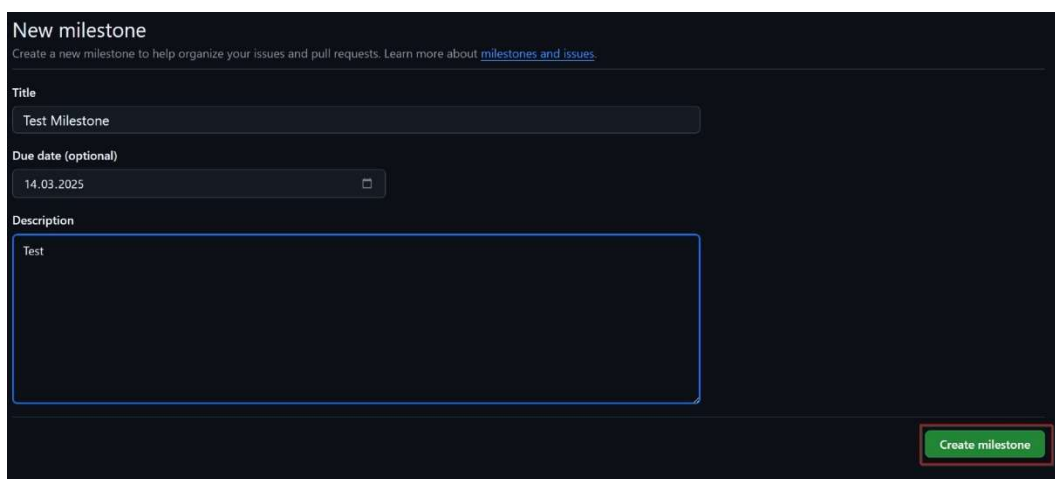 New milestone
Create a new milestone to help organize your issues and pull requests. Learn more about milestones and issues.
Title
Test Milestone
Due date (optional)
14.03.2025
Description
Test
Create milestone